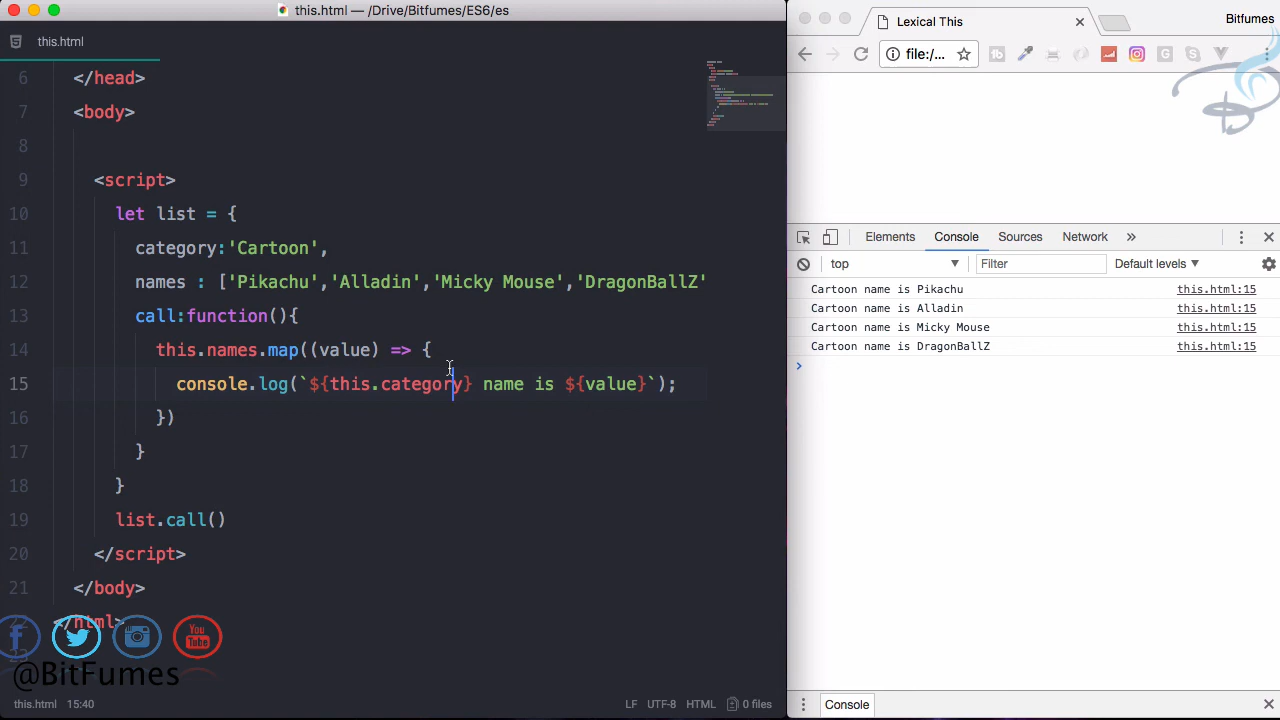 this.html — /Drive/Bitfumes/ES6/es
this.html
6 </head>
7 <body>
8
9 <script>
10 let list = {
11 category:'Cartoon',
12 names : ['Pikachu','Alladin','Micky Mouse','DragonBallZ'
13 call:function(){
14 this.names.map((value) => {
15 console.log(`${this.category} name is ${value}`);
16 })
17 }
18 }
19 list.call()
20 </script>
21 </body>
</html>
You
Tube
@BitFumes
this.html 15:40 LF UTF-8 HTML 0 files
Lexical This
Bitfumes
file:/...
Elements Console Sources Network »
top Filter Default levels
Cartoon name is Pikachu this.html:15
Cartoon name is Alladin this.html:15
Cartoon name is Micky Mouse this.html:15
Cartoon name is DragonBallZ this.html:15
Console